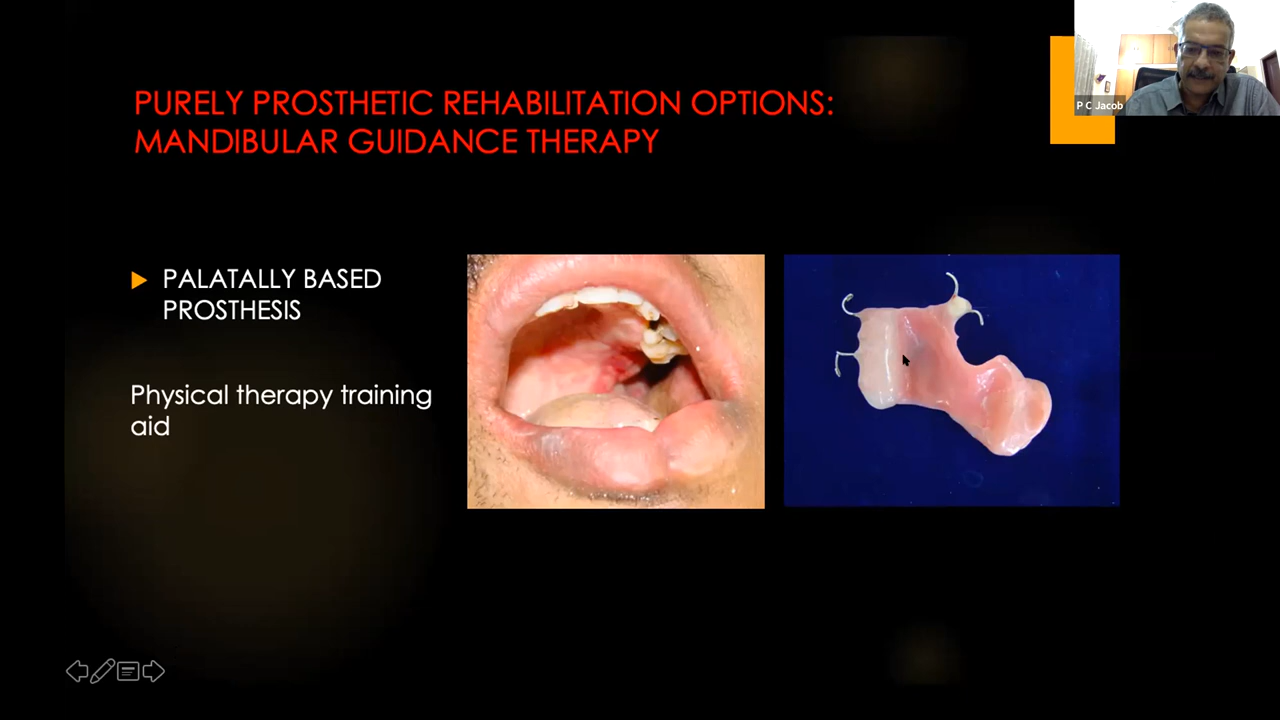 PURELY PROSTHETIC REHABILITATION OPTIONS:
MANDIBULAR GUIDANCE THERAPY
P C Jacob
PALATALLY BASED
PROSTHESIS
Physical therapy training
aid